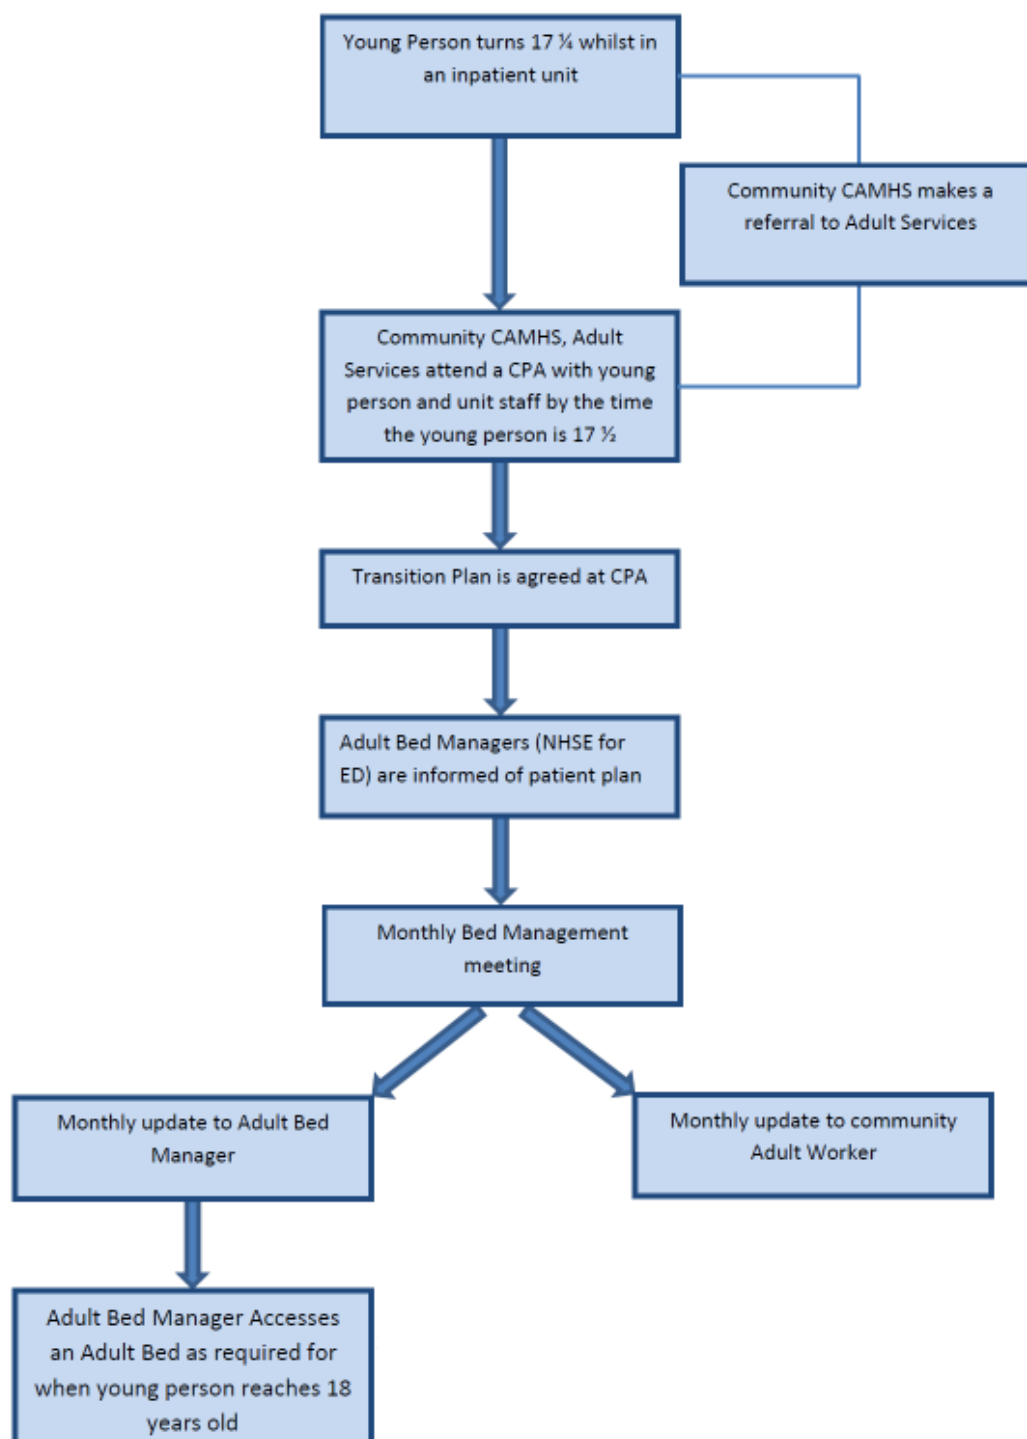 Young Person turns 17 ¼ whilst in
an inpatient unit
Community CAMHS makes a
referral to Adult Services
Community CAMHS, Adult
Services attend a CPA with young
person and unit staff by the time
the young person is 17 ½
Transition Plan is agreed at CPA
Adult Bed Managers (NHSE for
ED) are informed of patient plan
Monthly Bed Management
meeting
Monthly update to Adult Bed
Manager
Monthly update to community
Adult Worker
Adult Bed Manager Accesses
an Adult Bed as required for
when young person reaches 18
years old